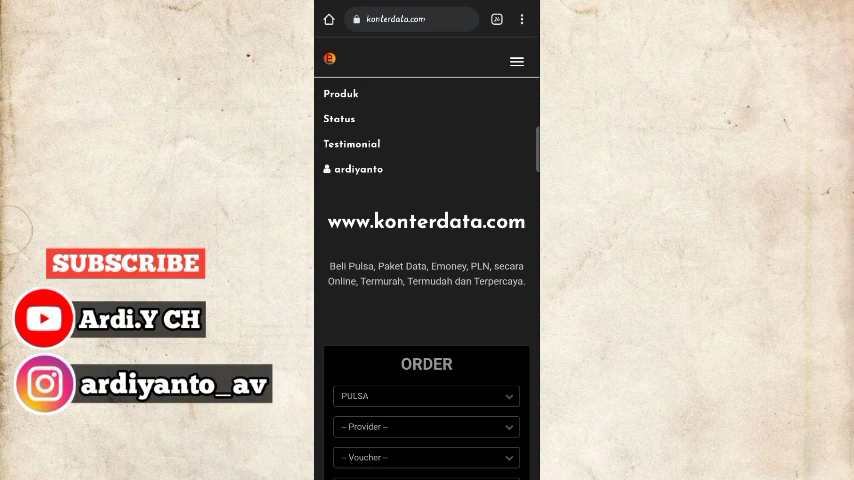 konterdata.com
24
Produk
Status
Testimonial
ardiyanto
www.konterdata.com
Beli Pulsa, Paket Data, Emoney, PLN, secara
Online, Termurah, Termudah dan Terpercaya.
ORDER
PULSA
-- Provider --
-- Voucher --
SUBSCRIBE
Ardi.Y CH
ardiyanto_av